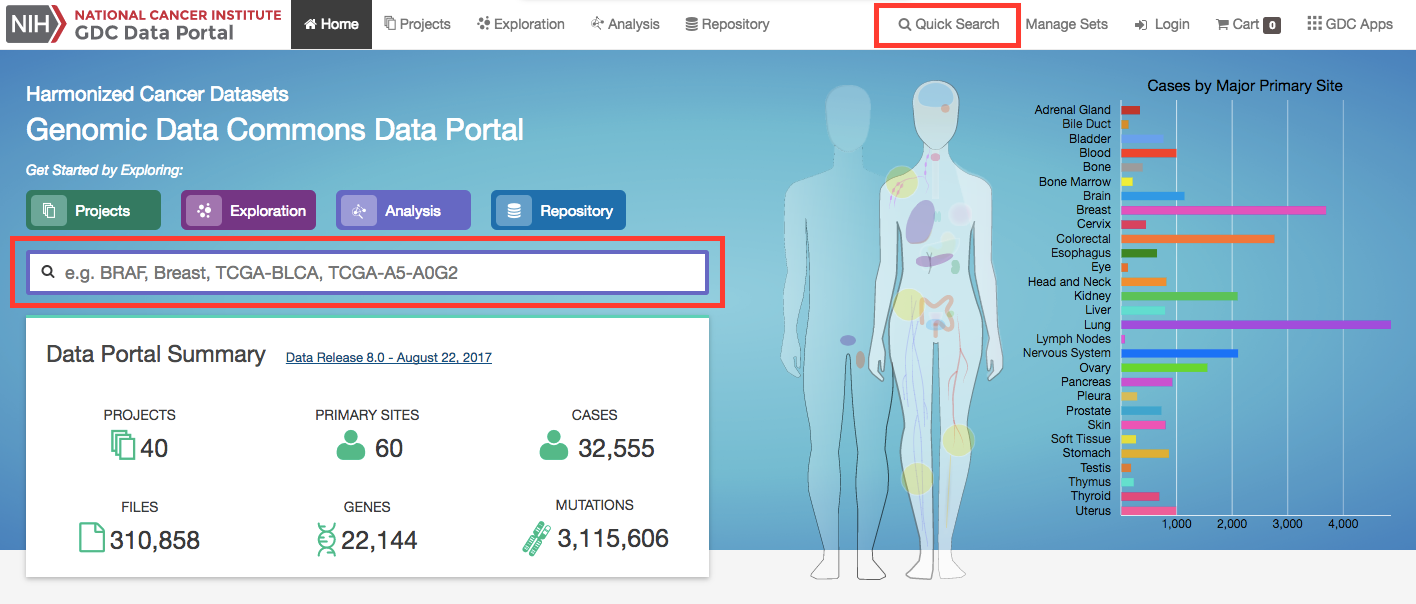 NIH NATIONAL CANCER INSTITUTE
GDC Data Portal
Home
Projects
Exploration
Analysis
Repository
Quick Search
Manage Sets
Login
Cart 0
GDC Apps
Harmonized Cancer Datasets
Genomic Data Commons Data Portal
Get Started by Exploring:
Projects
Exploration
Analysis
Repository
e.g. BRAF, Breast, TCGA-BLCA, TCGA-A5-A0G2
Data Portal Summary
Data Release 8.0 - August 22, 2017
PROJECTS
40
PRIMARY SITES
60
CASES
32,555
FILES
310,858
GENES
22,144
MUTATIONS
3,115,606
Cases by Major Primary Site
Adrenal Gland
Bile Duct
Bladder
Blood
Bone
Bone Marrow
Brain
Breast
Cervix
Colorectal
Esophagus
Eye
Head and Neck
Kidney
Liver
Lung
Lymph Nodes
Nervous System
Ovary
Pancreas
Pleura
Prostate
Skin
Soft Tissue
Stomach
Testis
Thymus
Thyroid
Uterus
1,000 2,000 3,000 4,000